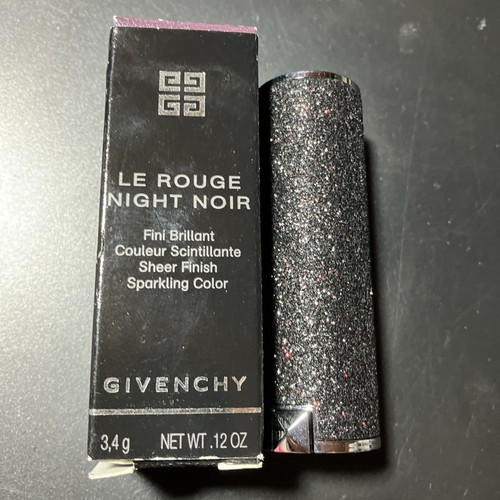 LE ROUGE
NIGHT NOIR
Fini Brillant
Couleur Scintillante
Sheer Finish
Sparkling Color
GIVENCHY
3,4 g NET WT .12 OZ